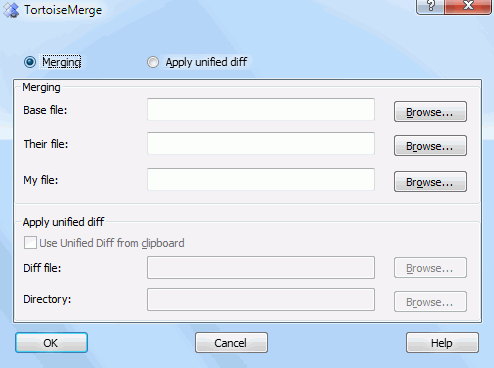 TortoiseMerge
?
Merging
Apply unified diff
Merging
Base file:
Browse...
Their file:
Browse...
My file:
Browse...
Apply unified diff
Use Unified Diff from clipboard
Diff file:
Browse...
Directory:
Browse...
OK
Cancel
Help